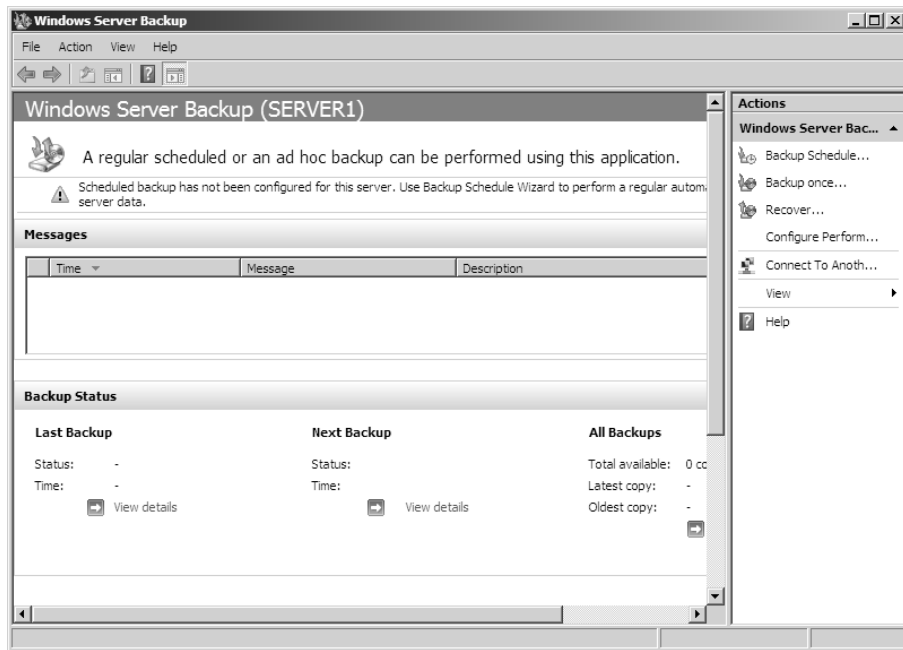 Windows Server Backup
File Action View Help
Windows Server Backup (SERVER1)
A regular scheduled or an ad hoc backup can be performed using this application.
Scheduled backup has not been configured for this server. Use Backup Schedule Wizard to perform a regular autom
server data.
Messages
Time Message Description
Backup Status
Last Backup Next Backup All Backups
Status: - Status: Total available: 0 co
Time: - Time: Latest copy: -
View details View details Oldest copy: -
Actions
Windows Server Bac...
Backup Schedule...
Backup once...
Recover...
Configure Perform...
Connect To Anoth...
View
Help